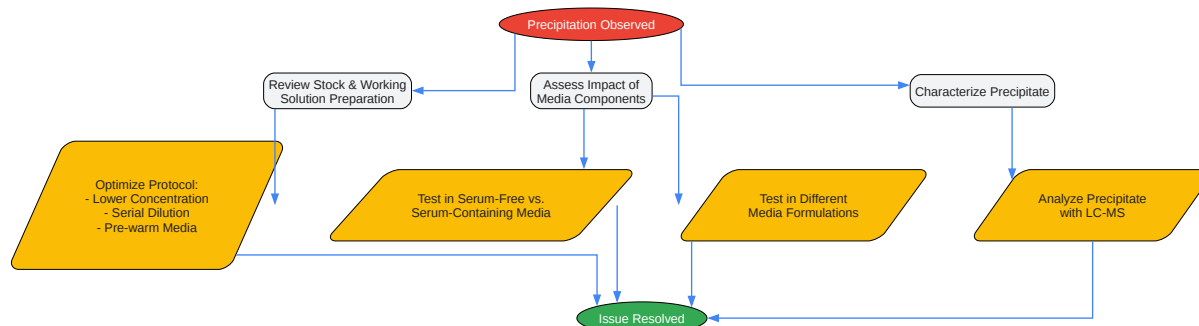 Precipitation Observed
Review Stock & Working
Solution Preparation
Assess Impact of
Media Components
Characterize Precipitate
Optimize Protocol:
- Lower Concentration
- Serial Dilution
- Pre-warm Media
Test in Serum-Free vs.
Serum-Containing Media
Test in Different
Media Formulations
Analyze Precipitate
with LC-MS
Issue Resolved